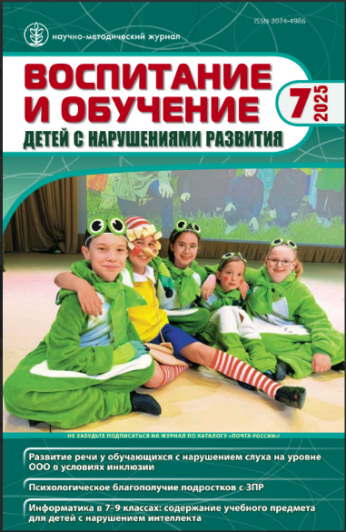 ISSN 2074-4986
научно-методический журнал
ВОСПИТАНИЕ
И ОБУЧЕНИЕ
ДЕТЕЙ С НАРУШЕНИЯМИ РАЗВИТИЯ
7
2025
НЕ ЗАБУДЬТЕ ПОДПИСАТЬСЯ НА ЖУРНАЛ ПО КАТАЛОГУ «ПОЧТА РОССИИ»!
Развитие речи у обучающихся с нарушением слуха на уровне
ООО в условиях инклюзии
Психологическое благополучие подростков с ЗПР
Информатика в 7–9 классах: содержание учебного предмета
для детей с нарушением интеллекта